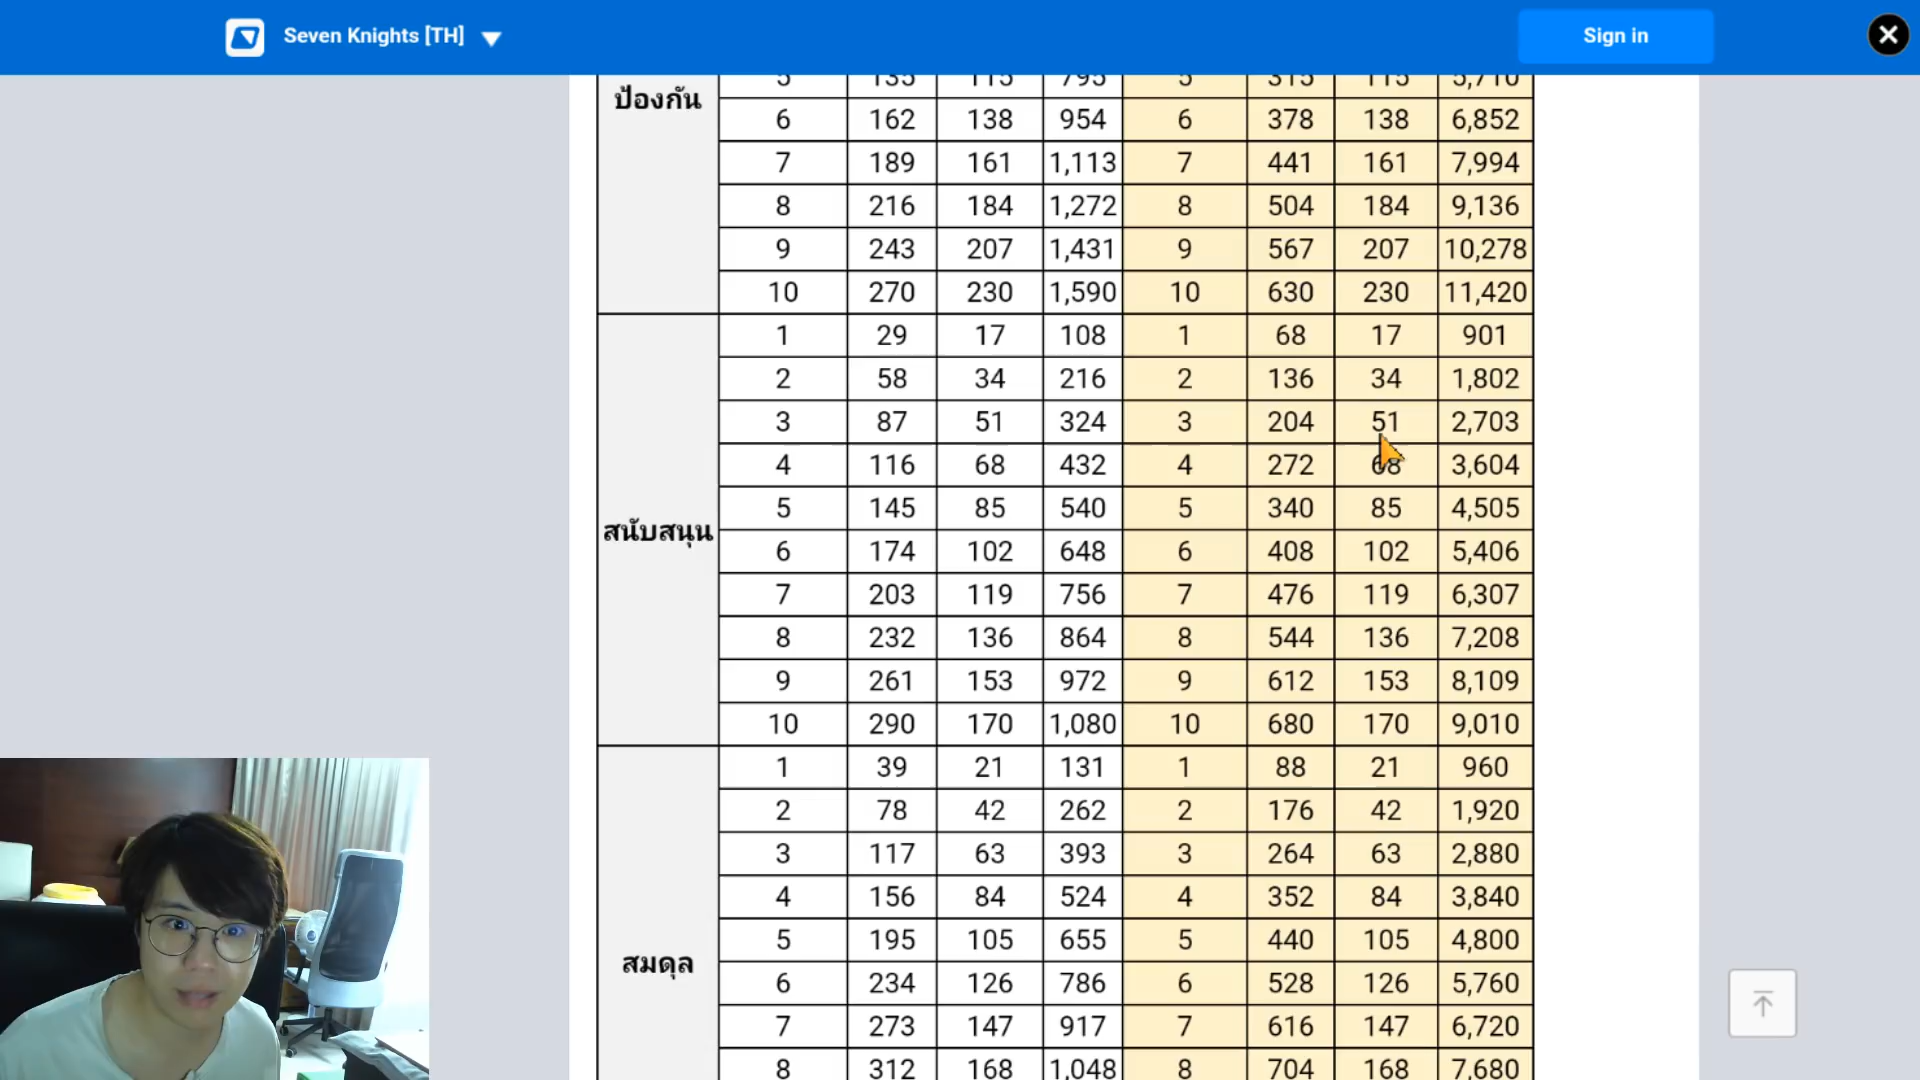 Seven Knights [TH]
Sign in
ป้องกัน
5 135 115 795 5 315 115 5,710
6 162 138 954 6 378 138 6,852
7 189 161 1,113 7 441 161 7,994
8 216 184 1,272 8 504 184 9,136
9 243 207 1,431 9 567 207 10,278
10 270 230 1,590 10 630 230 11,420
สนับสนุน
1 29 17 108 1 68 17 901
2 58 34 216 2 136 34 1,802
3 87 51 324 3 204 51 2,703
4 116 68 432 4 272 68 3,604
5 145 85 540 5 340 85 4,505
6 174 102 648 6 408 102 5,406
7 203 119 756 7 476 119 6,307
8 232 136 864 8 544 136 7,208
9 261 153 972 9 612 153 8,109
10 290 170 1,080 10 680 170 9,010
สมดุล
1 39 21 131 1 88 21 960
2 78 42 262 2 176 42 1,920
3 117 63 393 3 264 63 2,880
4 156 84 524 4 352 84 3,840
5 195 105 655 5 440 105 4,800
6 234 126 786 6 528 126 5,760
7 273 147 917 7 616 147 6,720
8 312 168 1,048 8 704 168 7,680